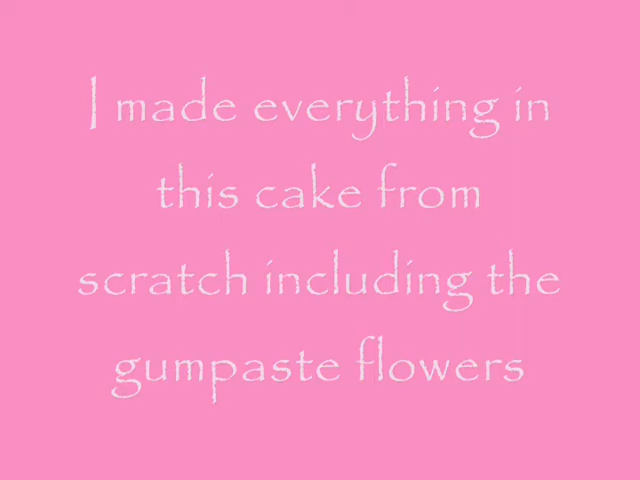 I made everything in
this cake from
scratch including the
gumpaste flowers